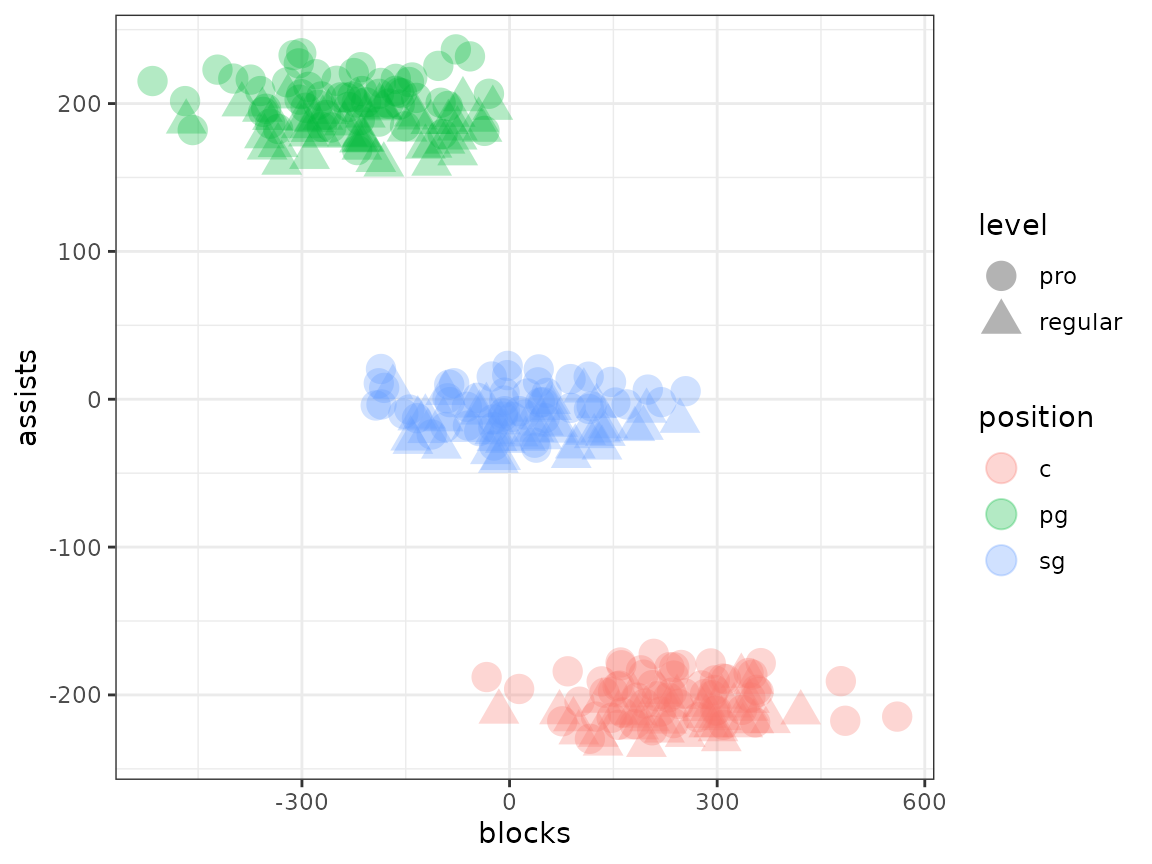 200
100
0
-100
-200
assists
-300
0
300
600
blocks
level
pro
regular
position
c
pg
sg